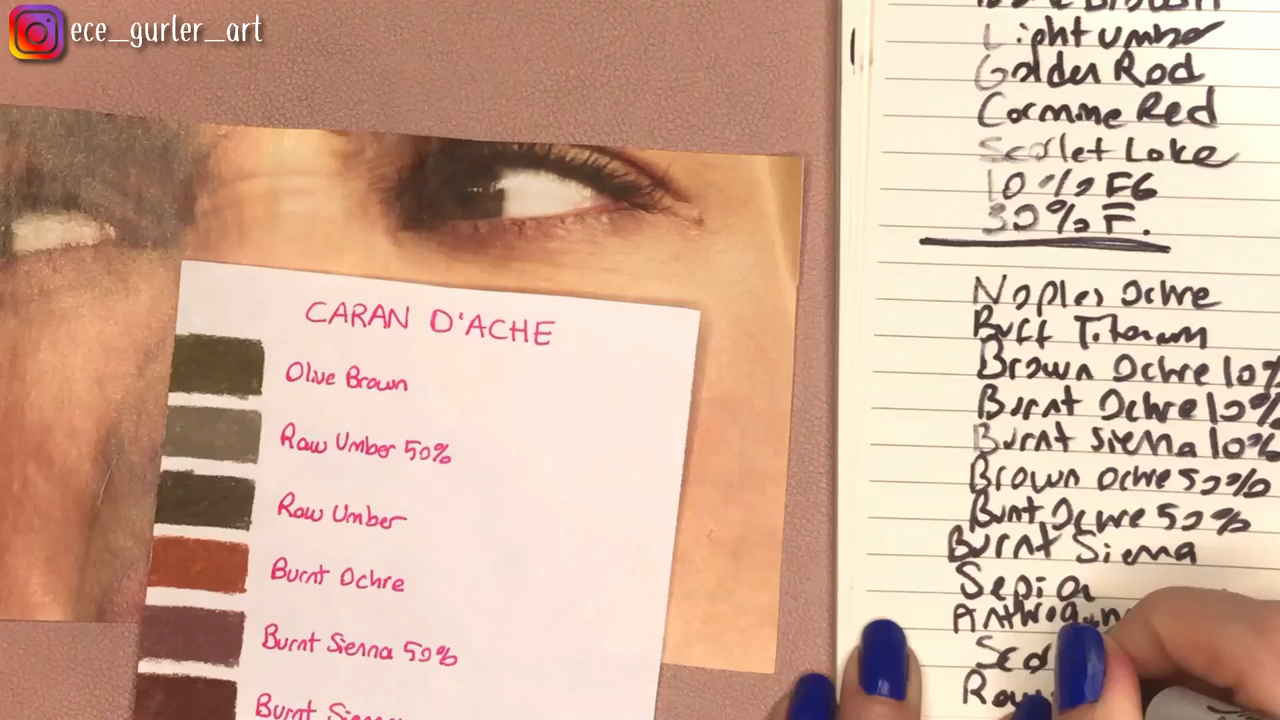 ece_gurler_art
CARAN D'ACHE
Olive Brown
Raw Umber 50%
Raw Umber
Burnt Ochre
Burnt Sienna 50%
Burnt
Light umber
Golden Rod
Carmine Red
Scarlet Lake
10% FG
30% F.
Naples Ochre
Buff Titanium
Brown Ochre 10%
Burnt Ochre 10%
Burnt Sienna 10%
Brown Ochre 50%
Burnt Ochre 50%
Burnt Sienna
Sepia